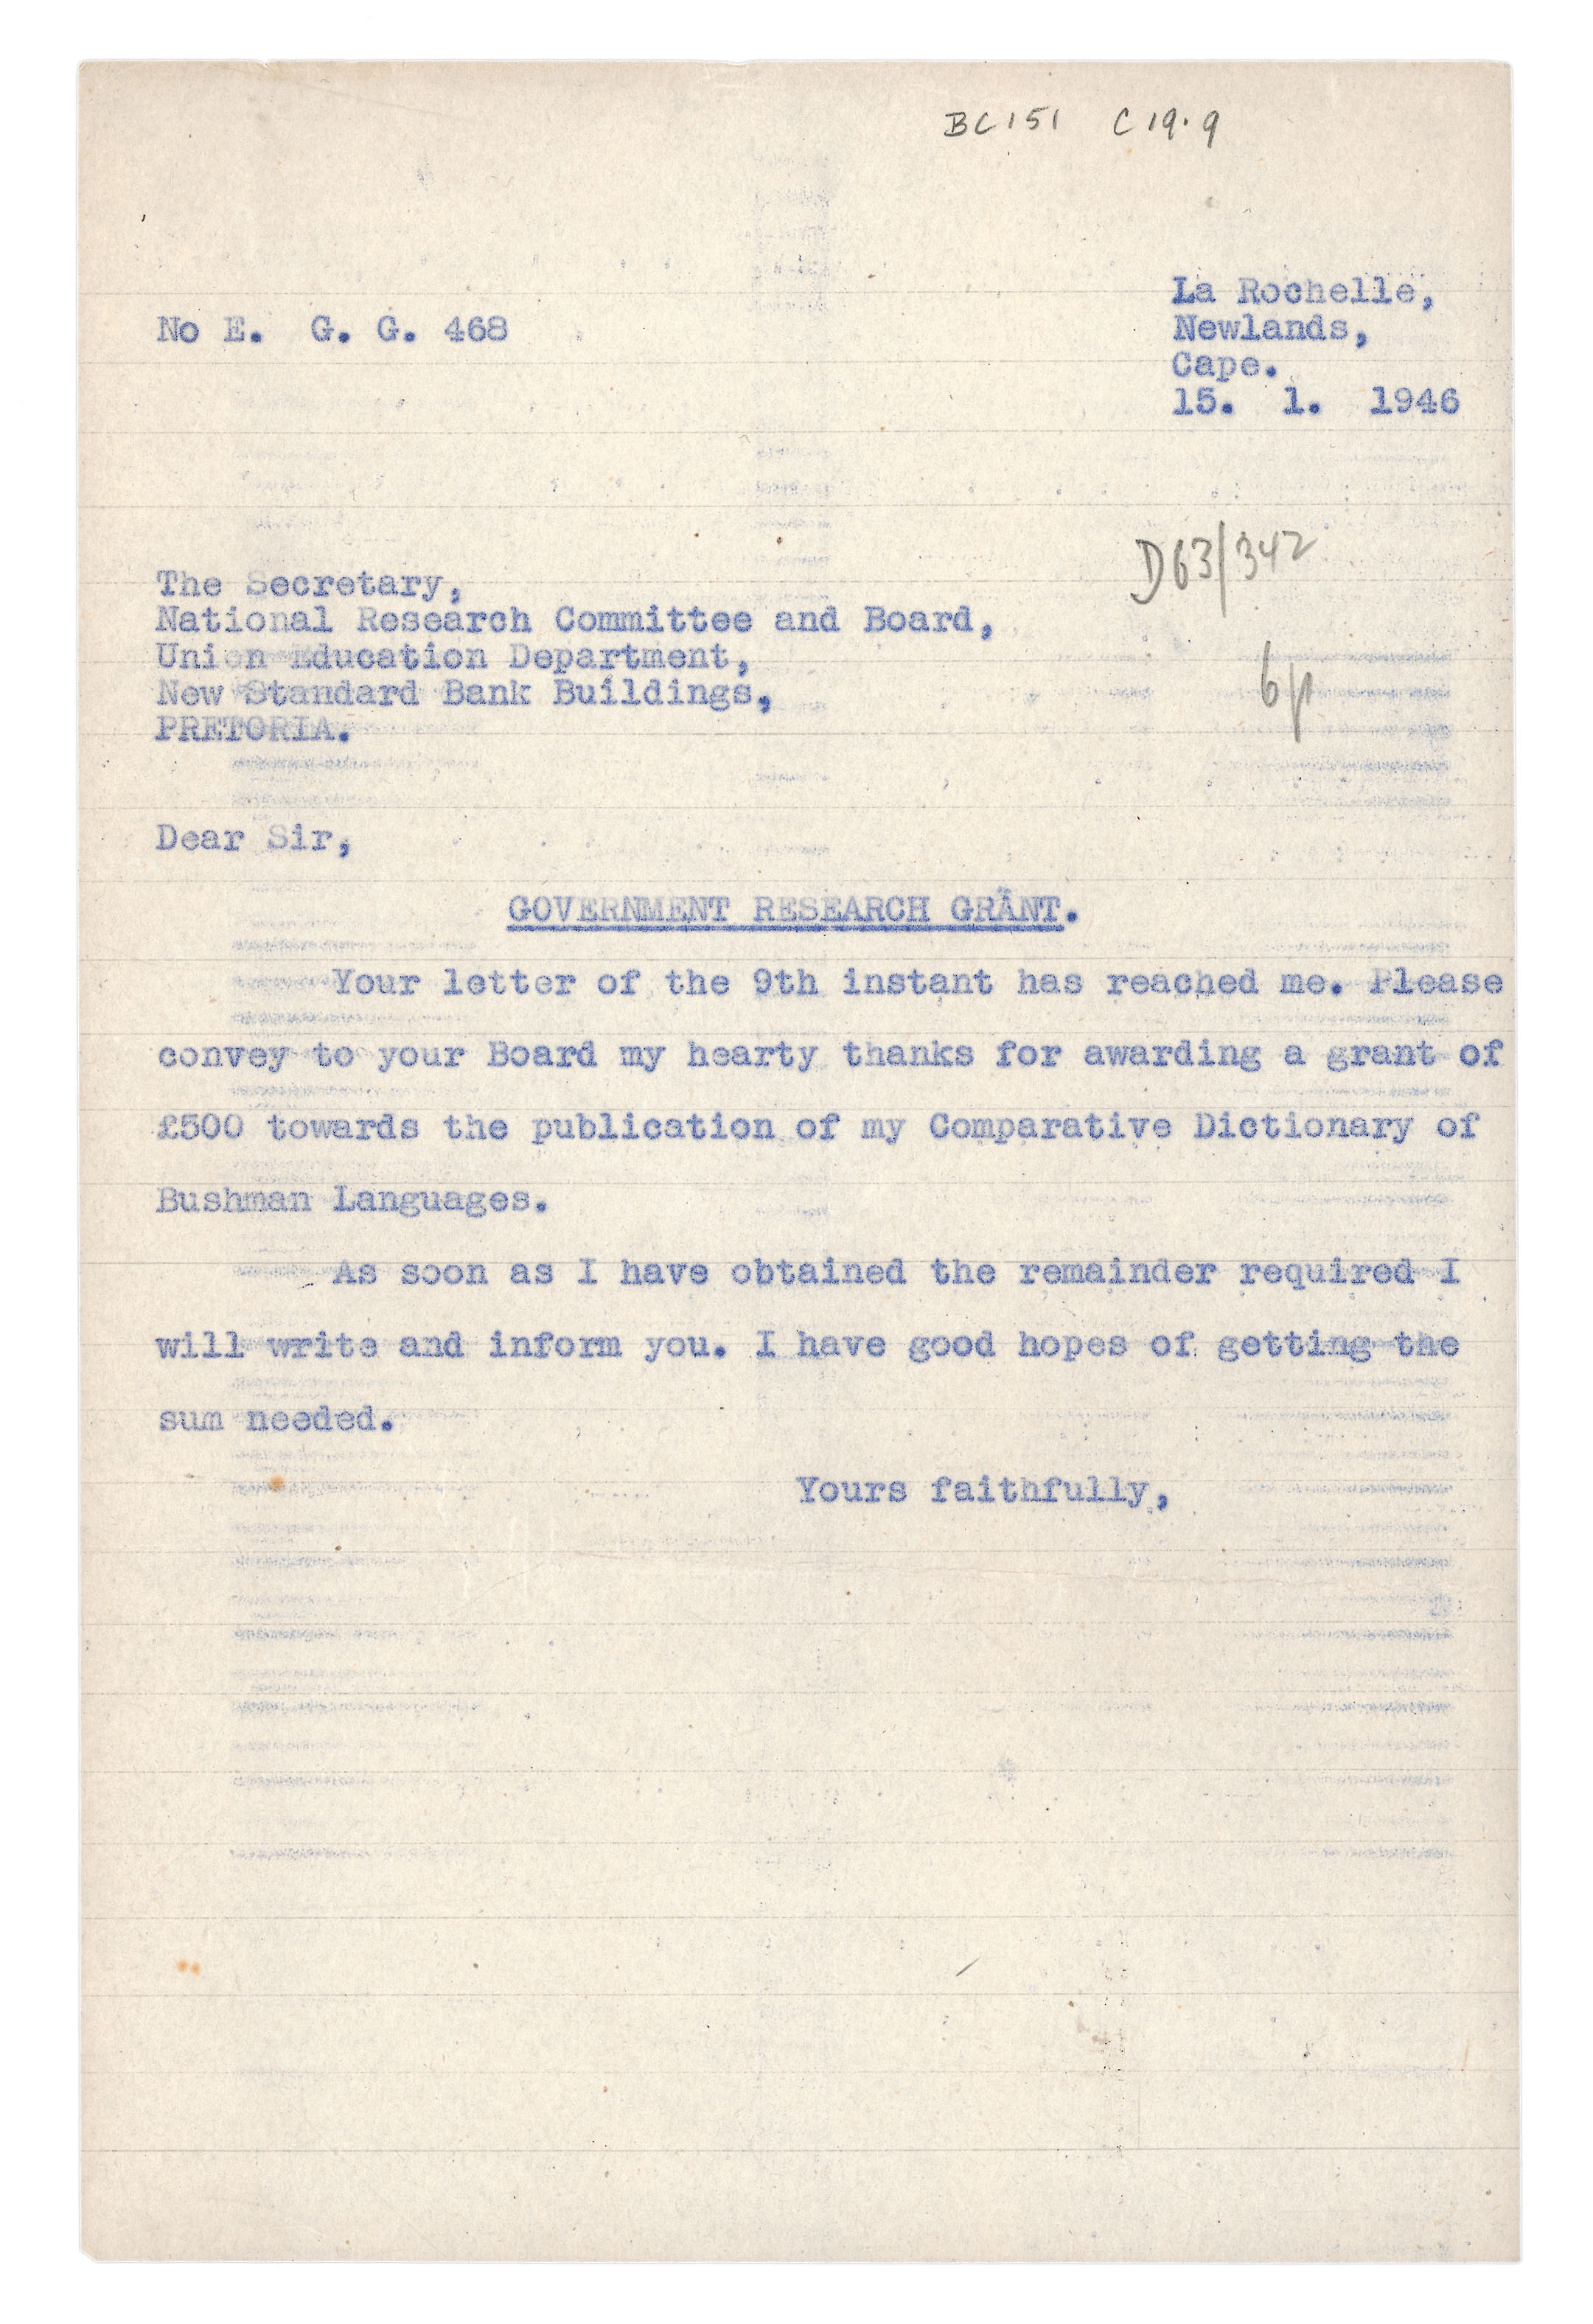 BC151 C19.9
La Rochelle,
No E. G. G. 468
Newlands,
Cape.
15. 1. 1946
D63/342
The Secretary,
National Research Committee and Board,
Union Education Department,
6p
New Standard Bank Buildings,
PRETORIA.
Dear Sir,
GOVERNMENT RESEARCH GRÄNT.
Your letter of the 9th instant has reached me. Please
convey to your Board my hearty thanks for awarding a grant of
£500 towards the publication of my Comparative Dictionary of
Bushman Languages.
As soon as I have obtained the remainder required I
will write and inform you. I have good hopes of getting the
sum needed.
Yours faithfully,